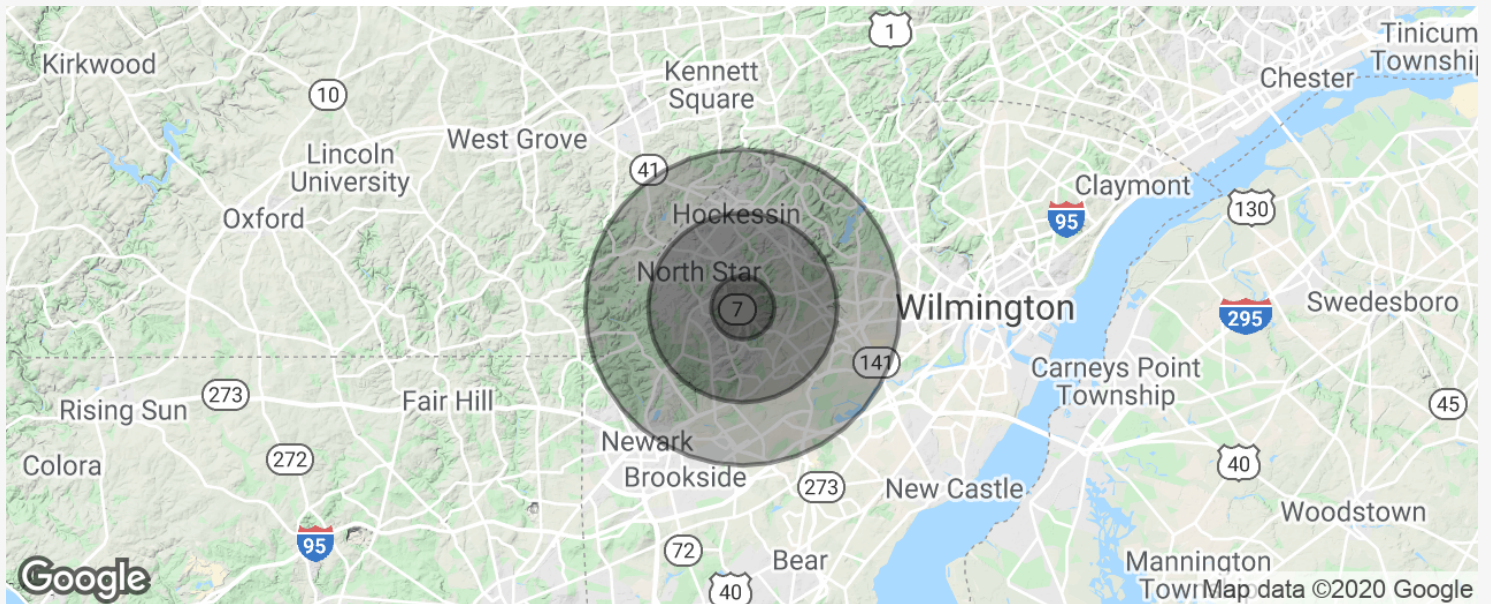 1
Tinicum
Township
Kirkwood
Chester
Kennett
Square
10
West Grove
41
Lincoln
University
Claymont
Oxford
Hockessin
95
130
North Star
7
Wilmington
295
Swedesboro
141
Carneys Point
Township
273
Rising Sun
Fair Hill
45
Newark
Colora
272
Brookside
40
273
New Castle
Woodstown
95
72
Bear
Mannington
Google
40
Map data ©2020 Google